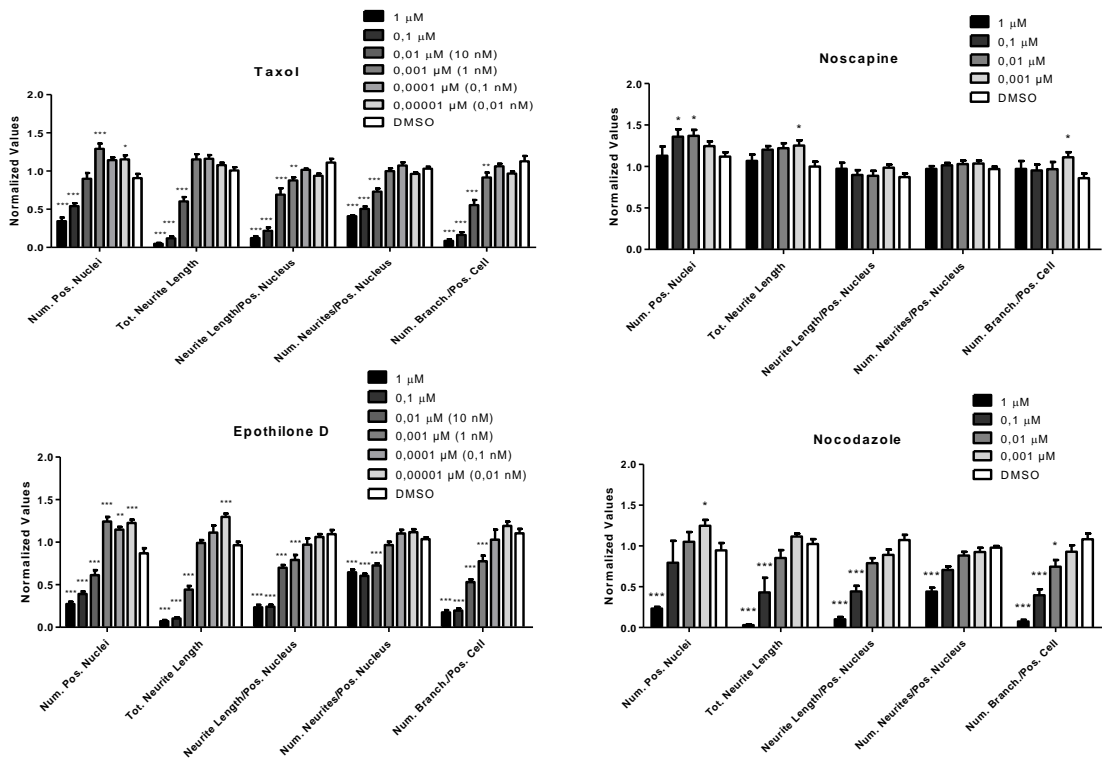 Taxol
1 µM
0,1 µM
0,01 µM (10 nM)
0,001 µM (1 nM)
0,0001 µM (0,1 nM)
0,00001 µM (0,01 nM)
DMSO
Normalized Values
2.0
1.5
1.0
0.5
0.0
*** *** *** *
*** *** ***
*** *** *** **
*** *** ***
*** *** *** **
Num. Pos. Nuclei
Tot. Neurite Length
Neurite Length/Pos. Nucleus
Num. Neurites/Pos. Nucleus
Num. Branch./Pos. Cell
Noscapine
1 µM
0,1 µM
0,01 µM
0,001 µM
DMSO
Normalized Values
2.0
1.5
1.0
0.5
0.0
* *
*
*
Num. Pos. Nuclei
Tot. Neurite Length
Neurite Length/Pos. Nucleus
Num. Neurites/Pos. Nucleus
Num. Branch./Pos. Cell
Epothilone D
1 µM
0,1 µM
0,01 µM (10 nM)
0,001 µM (1 nM)
0,0001 µM (0,1 nM)
0,00001 µM (0,01 nM)
DMSO
Normalized Values
2.0
1.5
1.0
0.5
0.0
*** *** *** *** ** ***
*** *** *** ***
*** *** *** ***
*** *** ***
*** *** *** ***
Num. Pos. Nuclei
Tot. Neurite Length
Neurite Length/Pos. Nucleus
Num. Neurites/Pos. Nucleus
Num. Branch./Pos. Cell
Nocodazole
1 µM
0,1 µM
0,01 µM
0,001 µM
DMSO
Normalized Values
2.0
1.5
1.0
0.5
0.0
*** *
*** ***
*** ***
***
*** *** *
Num. Pos. Nuclei
Tot. Neurite Length
Neurite Length/Pos. Nucleus
Num. Neurites/Pos. Nucleus
Num. Branch./Pos. Cell